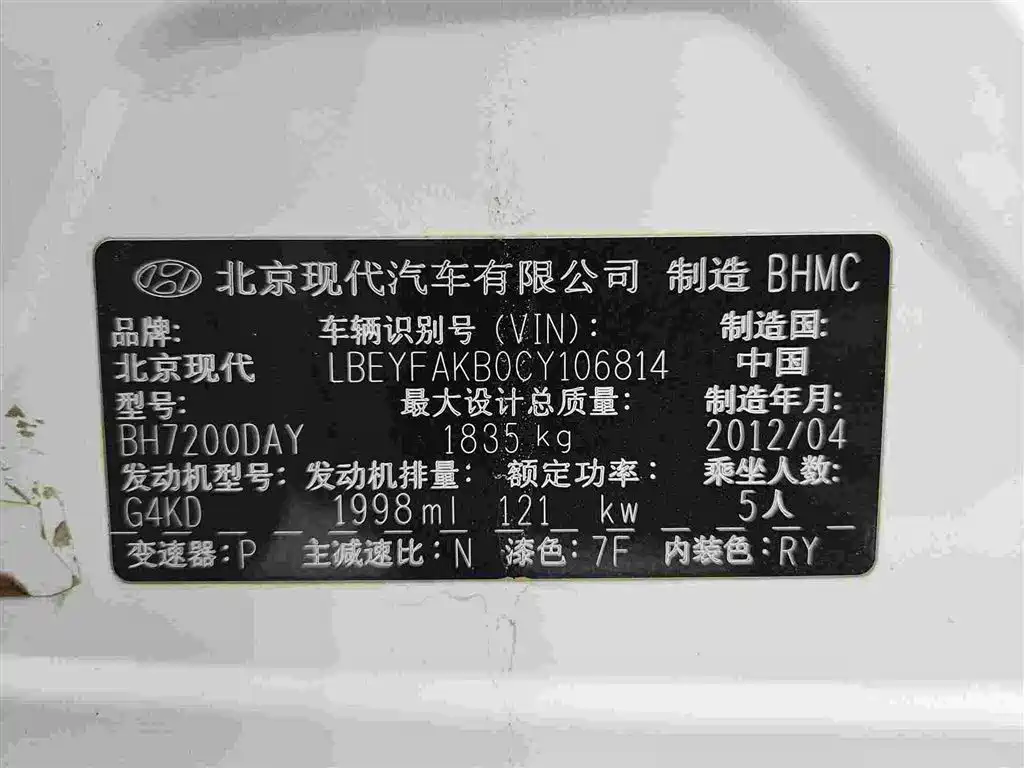 北京现代汽车有限公司 制造 BHMC
品牌: 车辆识别号(VIN): 制造国:
北京现代 LBEYFAKB0CY106814 中国
型号: 最大设计总质量: 制造年月:
BH7200DAY 1835 kg 2012/04
发动机型号: 发动机排量: 额定功率: 乘坐人数:
G4KD 1998ml 121 kw 5人
变速器:P 主减速比:N 漆色:7F 内装色:RY